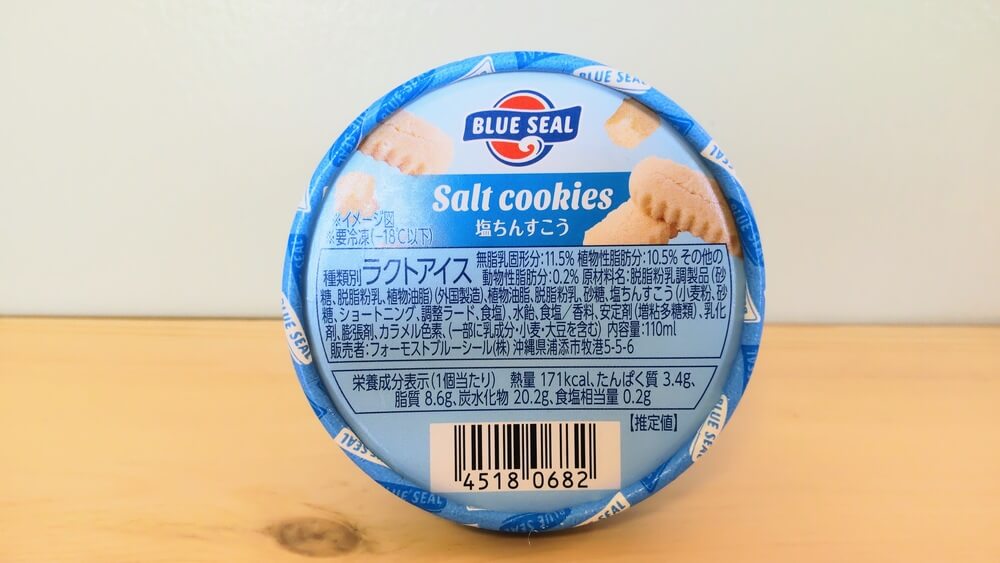 BLUE SEAL
Salt cookies
塩ちんすこう
※イメージ図
※要冷凍(−18℃以下)
種類別 ラクトアイス 無脂乳固形分:11.5% 植物性脂肪分:10.5% その他の
動物性脂肪分:0.2% 原材料名:脱脂粉乳調製品(砂
糖、脱脂粉乳、植物油脂)(外国製造)、植物油脂、脱脂粉乳、砂糖、塩ちんすこう(小麦粉、砂
糖、ショートニング、調整ラード、食塩)、水飴、食塩/香料、安定剤(増粘多糖類)、乳化
剤、膨張剤、カラメル色素、(一部に乳成分・小麦・大豆を含む) 内容量:110ml
販売者:フォーモストブルーシール(株) 沖縄県浦添市牧港5-5-6
栄養成分表示(1個当たり) 熱量 171kcal、たんぱく質 3.4g、
脂質 8.6g、炭水化物 20.2g、食塩相当量 0.2g
【推定値】
4518 0682
BLUE SEAL
BLUE SEAL
BLUE SEAL
BLUE SEAL